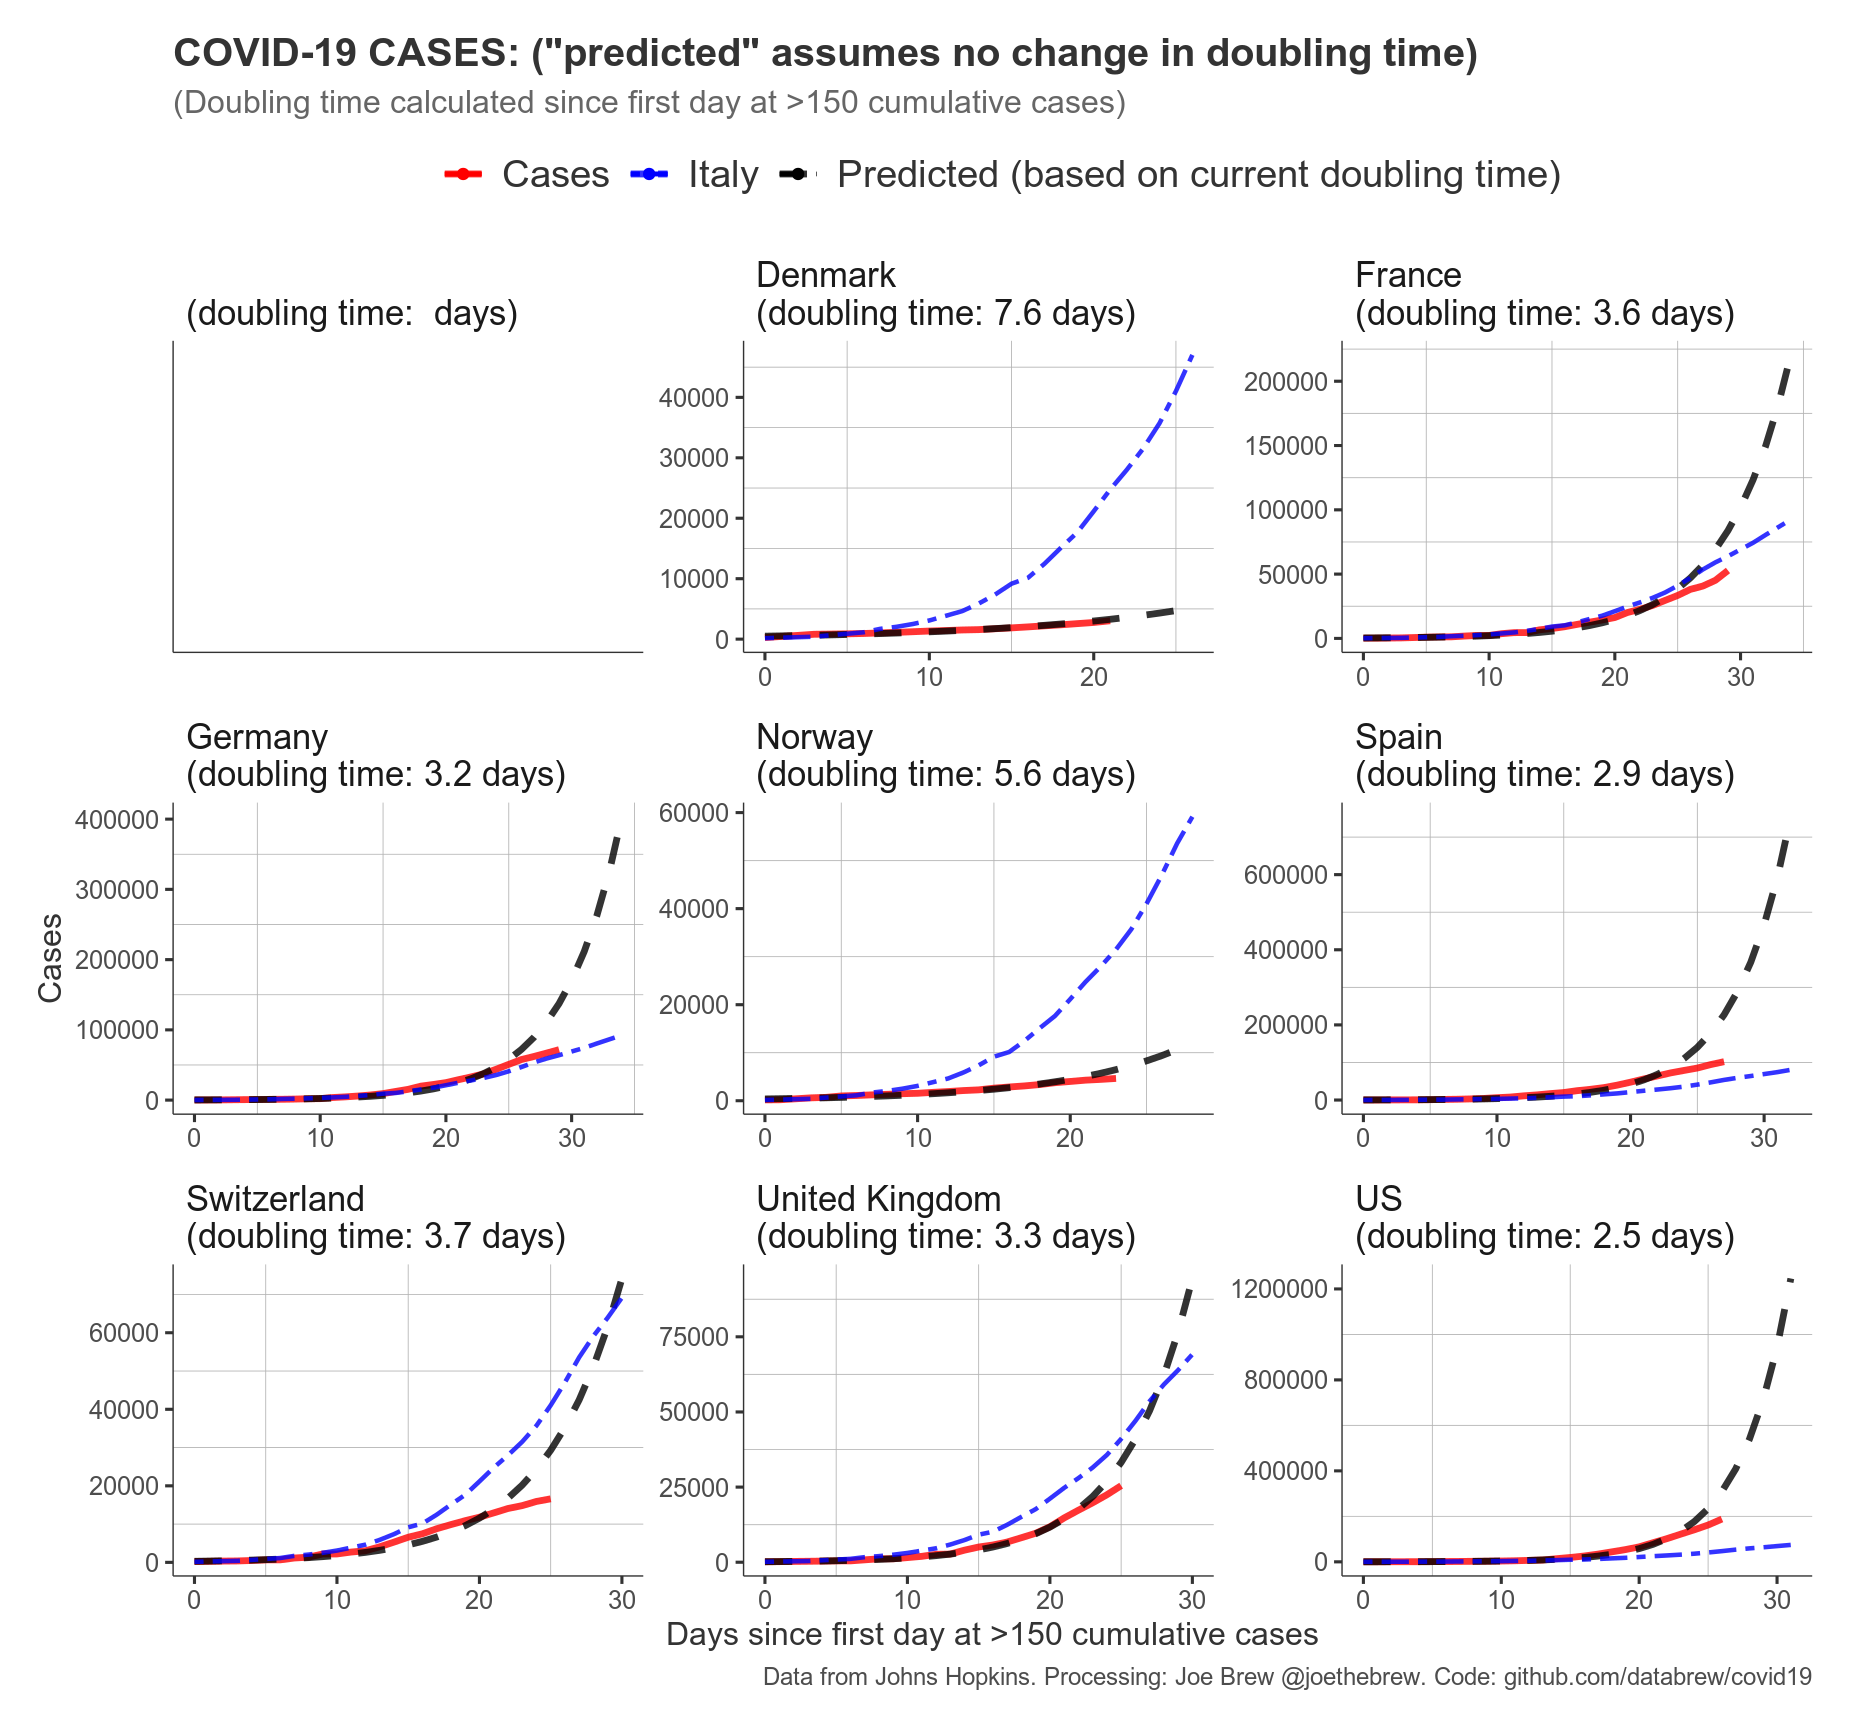 COVID-19 CASES: ("predicted" assumes no change in doubling time)
(Doubling time calculated since first day at >150 cumulative cases)
Cases Italy Predicted (based on current doubling time)
(doubling time:  days)
Denmark
(doubling time: 7.6 days)
40000
30000
20000
10000
0
0 10 20
France
(doubling time: 3.6 days)
200000
150000
100000
50000
0
0 10 20 30
Cases
Germany
(doubling time: 3.2 days)
400000
300000
200000
100000
0
0 10 20 30
Norway
(doubling time: 5.6 days)
60000
40000
20000
0
0 10 20
Spain
(doubling time: 2.9 days)
600000
400000
200000
0
0 10 20 30
Switzerland
(doubling time: 3.7 days)
60000
40000
20000
0
0 10 20 30
United Kingdom
(doubling time: 3.3 days)
75000
50000
25000
0
0 10 20 30
US
(doubling time: 2.5 days)
1200000
800000
400000
0
0 10 20 30
Days since first day at >150 cumulative cases
Data from Johns Hopkins. Processing: Joe Brew @joethebrew. Code: github.com/databrew/covid19